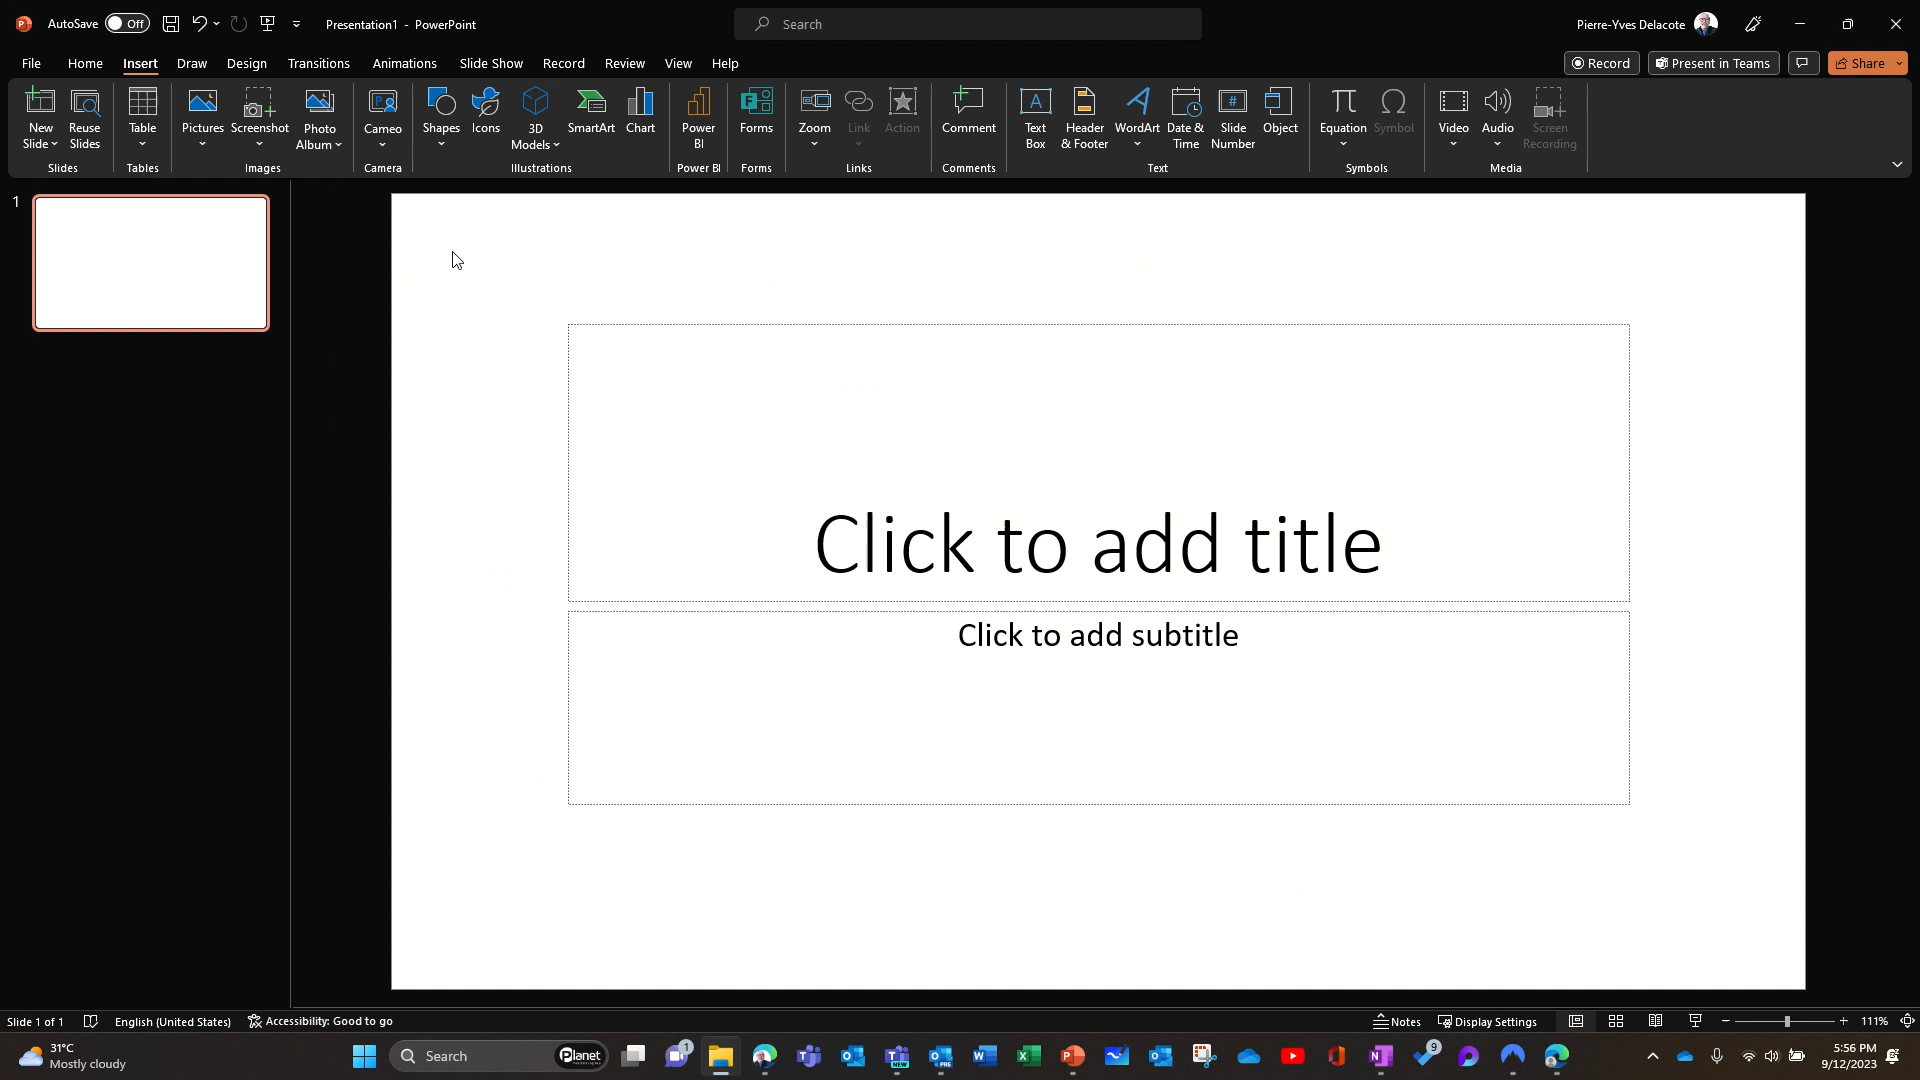 AutoSave Off Presentation1 - PowerPoint Search Pierre-Yves Delacote
File Home Insert Draw Design Transitions Animations Slide Show Record Review View Help Record Present in Teams Share
New Slide
Reuse Slides
Table
Pictures
Screenshot
Photo Album
Cameo
Shapes
Icons
3D Models
SmartArt
Chart
Power BI
Forms
Zoom
Link
Action
Comment
Text Box
Header & Footer
WordArt
Date & Time
Slide Number
Object
Equation
Symbol
Video
Audio
Screen Recording
Slides Tables Images Camera Illustrations Power BI Forms Links Comments Text Symbols Media
1
Click to add title
Click to add subtitle
Slide 1 of 1 English (United States) Accessibility: Good to go Notes Display Settings 111%
31°C
Mostly cloudy
Search Planet
1
NEW
PRE
9
5:56 PM
9/12/2023